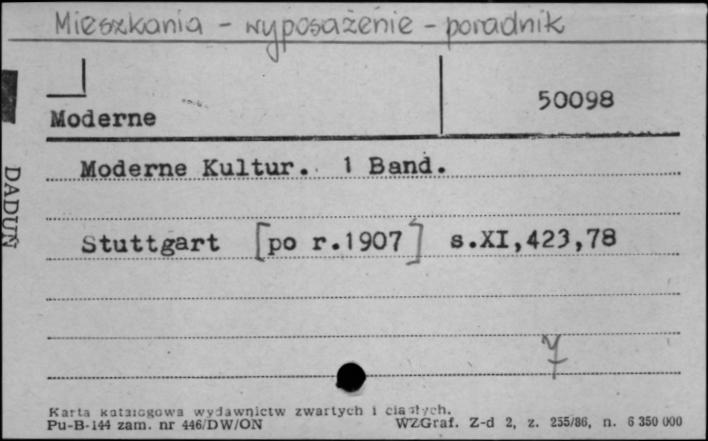 Mieszkania - wyposażenie - poradnik
50098
Moderne
DADUŃ
Moderne Kultur. 1 Band.
Stuttgart [po r.1907] s.XI,423,78
7
Karta katalogowa wydawnictw zwartych i ciągłych.
Pu-B-144 zam. nr 446/DW/ON WZGraf. Z-d 2, z. 255/86, n. 6 350 000